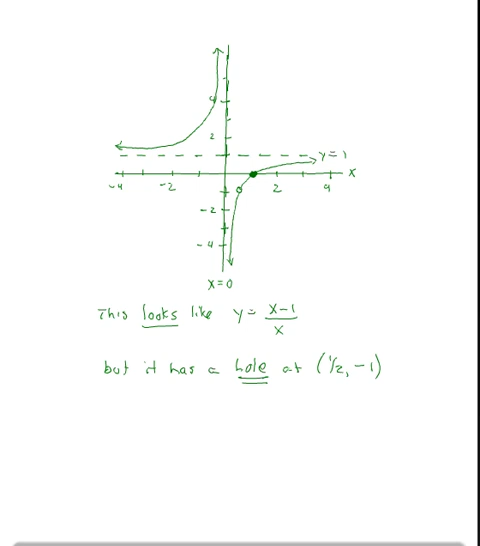 4
2
y=1
-4 -2 2 4 x
-2
-4
x=0
This looks like y= x-1
x
but it has a hole at (1/2, -1)